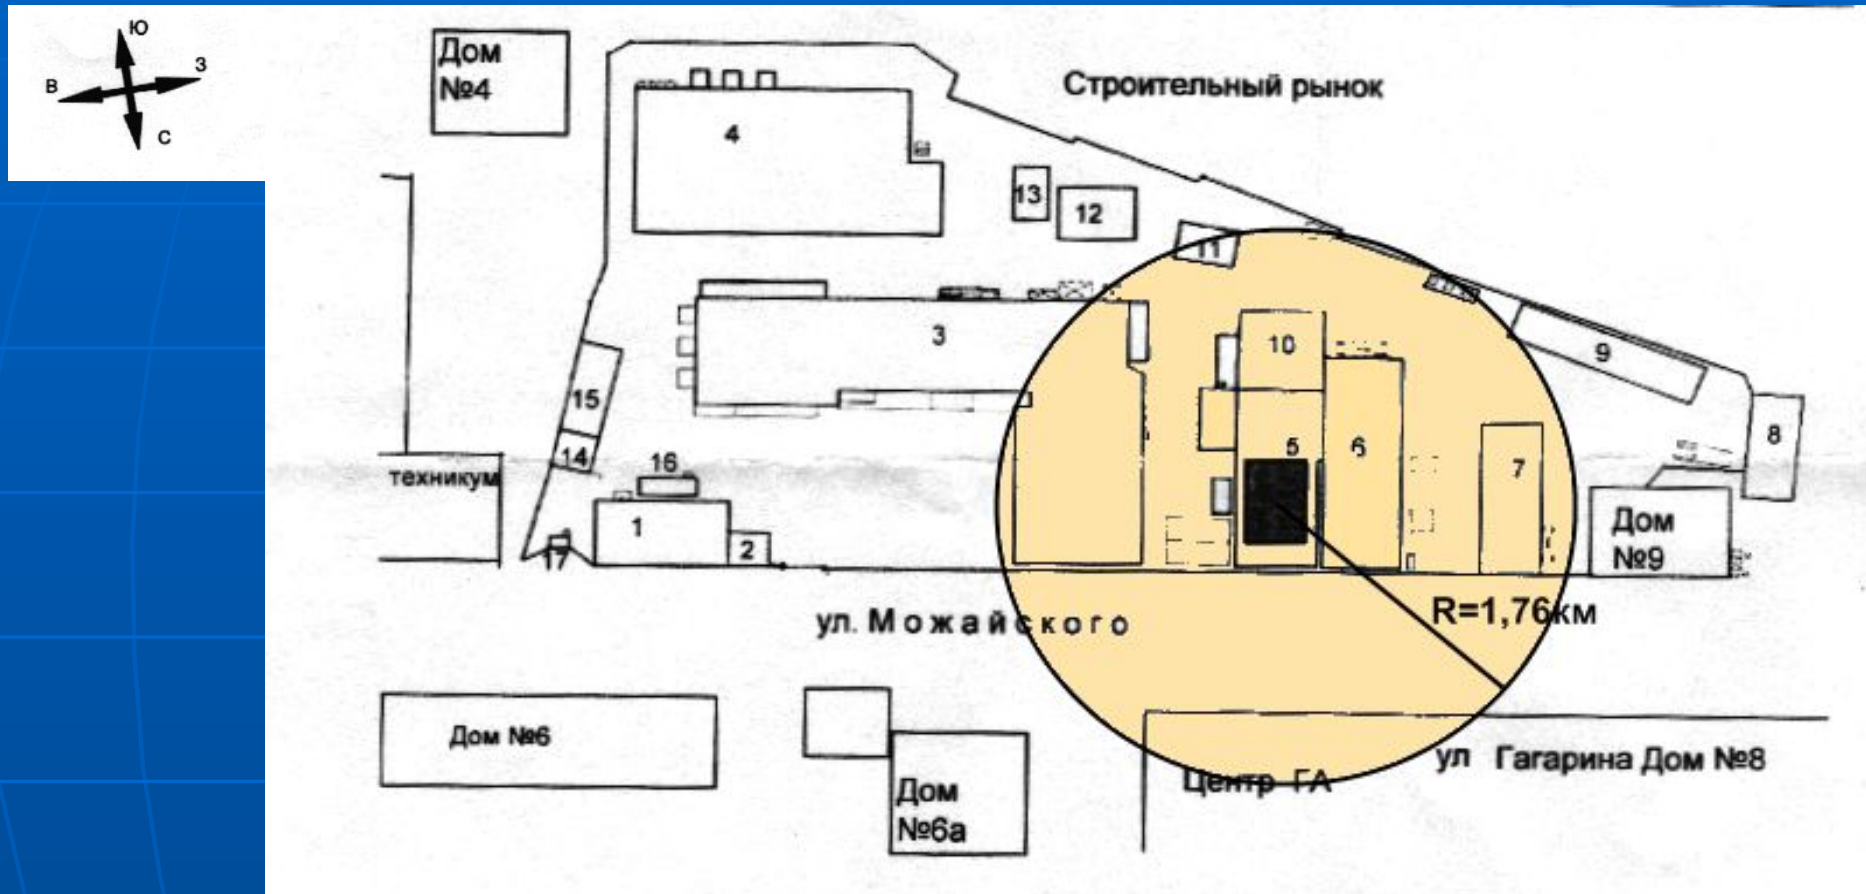 Ю
З
В
С
Дом
№4
Строительный рынок
4
13
12
11
3
10
9
15
8
14
16
5
6
7
техникум
1
2
17
Дом
№9
ул. Можайского
R=1,76км
Дом №6
Дом
№6а
Центр ГА
ул Гагарина Дом №8